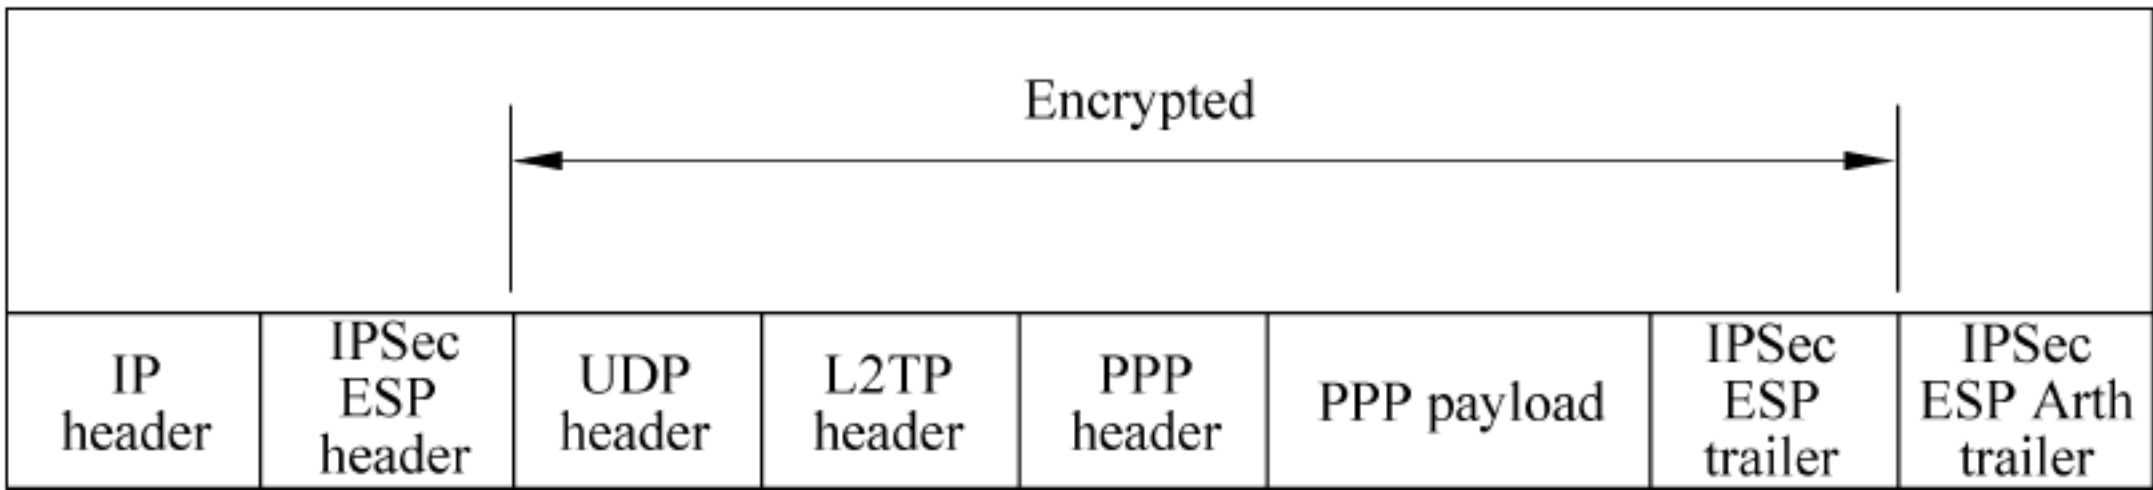 Encrypted
IP
header
IPSec
ESP
header
UDP
header
L2TP
header
PPP
header
PPP payload
IPSec
ESP
trailer
IPSec
ESP Arth
trailer